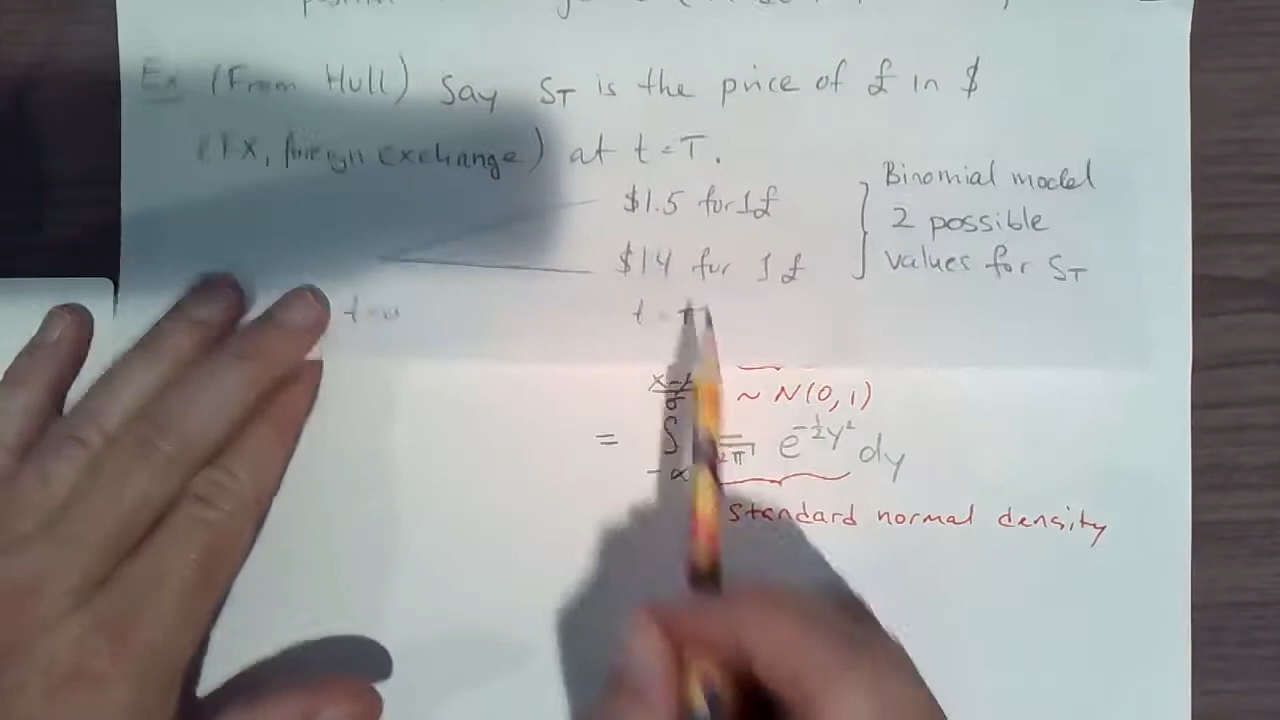 Ex (From Hull) Say S_T is the price of £ in $
(FX, foreign exchange) at t=T.
$1.5 for 1£
$1.4 for 1£
Binomial model
2 possible
values for S_T
t=0
t = T
~ N(0,1)
= ∫ e^{-½y²} dy
-∞
standard normal density